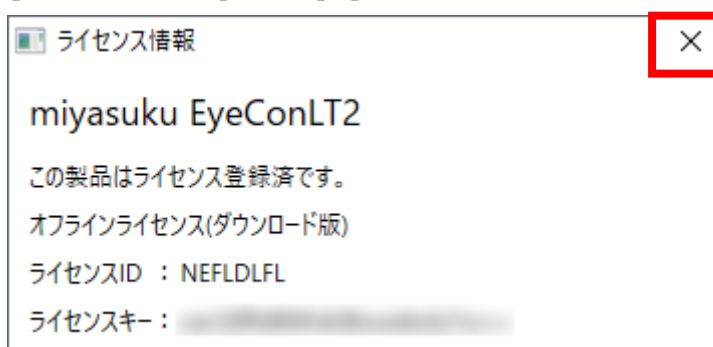 ライセンス情報
miyasuku EyeConLT2
この製品はライセンス登録済です。
オフラインライセンス(ダウンロード版)
ライセンスID ： NEFLDLFL
ライセンスキー：